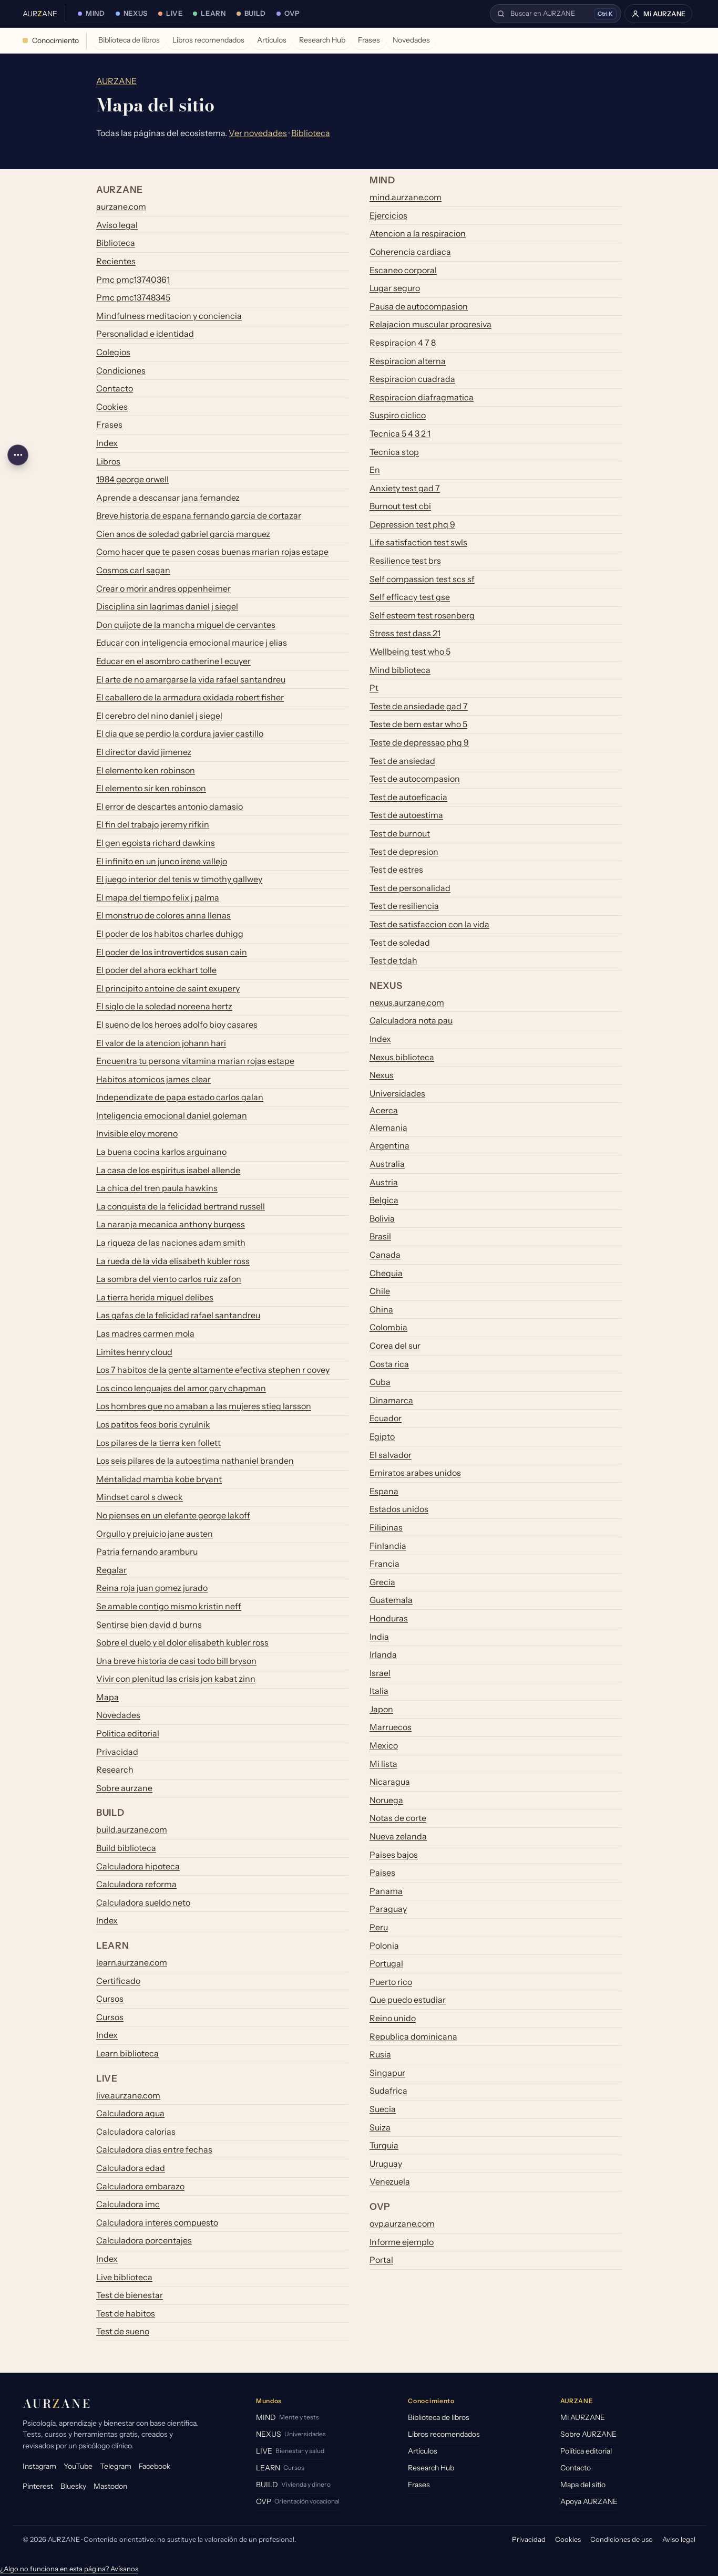 AURZANE
MIND
NEXUS
LIVE
LEARN
BUILD
OVP
Buscar en AURZANE
Ctrl K
Mi AURZANE
Conocimiento
Biblioteca de libros
Libros recomendados
Artículos
Research Hub
Frases
Novedades
AURZANE
Mapa del sitio
Todas las páginas del ecosistema. Ver novedades · Biblioteca
AURZANE
aurzane.com
Aviso legal
Biblioteca
Recientes
Pmc pmc13740361
Pmc pmc13748345
Mindfulness meditacion y conciencia
Personalidad e identidad
Colegios
Condiciones
Contacto
Cookies
Frases
Index
Libros
1984 george orwell
Aprende a descansar jana fernandez
Breve historia de espana fernando garcia de cortazar
Cien anos de soledad gabriel garcia marquez
Como hacer que te pasen cosas buenas marian rojas estape
Cosmos carl sagan
Crear o morir andres oppenheimer
Disciplina sin lagrimas daniel j siegel
Don quijote de la mancha miguel de cervantes
Educar con inteligencia emocional maurice j elias
Educar en el asombro catherine l ecuyer
El arte de no amargarse la vida rafael santandreu
El caballero de la armadura oxidada robert fisher
El cerebro del nino daniel j siegel
El dia que se perdio la cordura javier castillo
El director david jimenez
El elemento ken robinson
El elemento sir ken robinson
El error de descartes antonio damasio
El fin del trabajo jeremy rifkin
El gen egoista richard dawkins
El infinito en un junco irene vallejo
El juego interior del tenis w timothy gallwey
El mapa del tiempo felix j palma
El monstruo de colores anna llenas
El poder de los habitos charles duhigg
El poder de los introvertidos susan cain
El poder del ahora eckhart tolle
El principito antoine de saint exupery
El siglo de la soledad noreena hertz
El sueno de los heroes adolfo bioy casares
El valor de la atencion johann hari
Encuentra tu persona vitamina marian rojas estape
Habitos atomicos james clear
Independizate de papa estado carlos galan
Inteligencia emocional daniel goleman
Invisible eloy moreno
La buena cocina karlos arguinano
La casa de los espiritus isabel allende
La chica del tren paula hawkins
La conquista de la felicidad bertrand russell
La naranja mecanica anthony burgess
La riqueza de las naciones adam smith
La rueda de la vida elisabeth kubler ross
La sombra del viento carlos ruiz zafon
La tierra herida miguel delibes
Las gafas de la felicidad rafael santandreu
Las madres carmen mola
Limites henry cloud
Los 7 habitos de la gente altamente efectiva stephen r covey
Los cinco lenguajes del amor gary chapman
Los hombres que no amaban a las mujeres stieg larsson
Los patitos feos boris cyrulnik
Los pilares de la tierra ken follett
Los seis pilares de la autoestima nathaniel branden
Mentalidad mamba kobe bryant
Mindset carol s dweck
No pienses en un elefante george lakoff
Orgullo y prejuicio jane austen
Patria fernando aramburu
Regalar
Reina roja juan gomez jurado
Se amable contigo mismo kristin neff
Sentirse bien david d burns
Sobre el duelo y el dolor elisabeth kubler ross
Una breve historia de casi todo bill bryson
Vivir con plenitud las crisis jon kabat zinn
Mapa
Novedades
Politica editorial
Privacidad
Research
Sobre aurzane
BUILD
build.aurzane.com
Build biblioteca
Calculadora hipoteca
Calculadora reforma
Calculadora sueldo neto
Index
LEARN
learn.aurzane.com
Certificado
Cursos
Cursos
Index
Learn biblioteca
LIVE
live.aurzane.com
Calculadora agua
Calculadora calorias
Calculadora dias entre fechas
Calculadora edad
Calculadora embarazo
Calculadora imc
Calculadora interes compuesto
Calculadora porcentajes
Index
Live biblioteca
Test de bienestar
Test de habitos
Test de sueno
MIND
mind.aurzane.com
Ejercicios
Atencion a la respiracion
Coherencia cardiaca
Escaneo corporal
Lugar seguro
Pausa de autocompasion
Relajacion muscular progresiva
Respiracion 4 7 8
Respiracion alterna
Respiracion cuadrada
Respiracion diafragmatica
Suspiro ciclico
Tecnica 5 4 3 2 1
Tecnica stop
En
Anxiety test gad 7
Burnout test cbi
Depression test phq 9
Life satisfaction test swls
Resilience test brs
Self compassion test scs sf
Self efficacy test gse
Self esteem test rosenberg
Stress test dass 21
Wellbeing test who 5
Mind biblioteca
Pt
Teste de ansiedade gad 7
Teste de bem estar who 5
Teste de depressao phq 9
Test de ansiedad
Test de autocompasion
Test de autoeficacia
Test de autoestima
Test de burnout
Test de depresion
Test de estres
Test de personalidad
Test de resiliencia
Test de satisfaccion con la vida
Test de soledad
Test de tdah
NEXUS
nexus.aurzane.com
Calculadora nota pau
Index
Nexus biblioteca
Nexus
Universidades
Acerca
Alemania
Argentina
Australia
Austria
Belgica
Bolivia
Brasil
Canada
Chequia
Chile
China
Colombia
Corea del sur
Costa rica
Cuba
Dinamarca
Ecuador
Egipto
El salvador
Emiratos arabes unidos
Espana
Estados unidos
Filipinas
Finlandia
Francia
Grecia
Guatemala
Honduras
India
Irlanda
Israel
Italia
Japon
Marruecos
Mexico
Mi lista
Nicaragua
Noruega
Notas de corte
Nueva zelanda
Paises bajos
Paises
Panama
Paraguay
Peru
Polonia
Portugal
Puerto rico
Que puedo estudiar
Reino unido
Republica dominicana
Rusia
Singapur
Sudafrica
Suecia
Suiza
Turquia
Uruguay
Venezuela
OVP
ovp.aurzane.com
Informe ejemplo
Portal
AURZANE
Psicología, aprendizaje y bienestar con base científica.
Tests, cursos y herramientas gratis, creados y
revisados por un psicólogo clínico.
Instagram YouTube Telegram Facebook
Pinterest Bluesky Mastodon
Mundos
MIND Mente y tests
NEXUS Universidades
LIVE Bienestar y salud
LEARN Cursos
BUILD Vivienda y dinero
OVP Orientación vocacional
Conocimiento
Biblioteca de libros
Libros recomendados
Artículos
Research Hub
Frases
AURZANE
Mi AURZANE
Sobre AURZANE
Política editorial
Contacto
Mapa del sitio
Apoya AURZANE
© 2026 AURZANE · Contenido orientativo: no sustituye la valoración de un profesional.
Privacidad Cookies Condiciones de uso Aviso legal
¿Algo no funciona en esta página? Avísanos